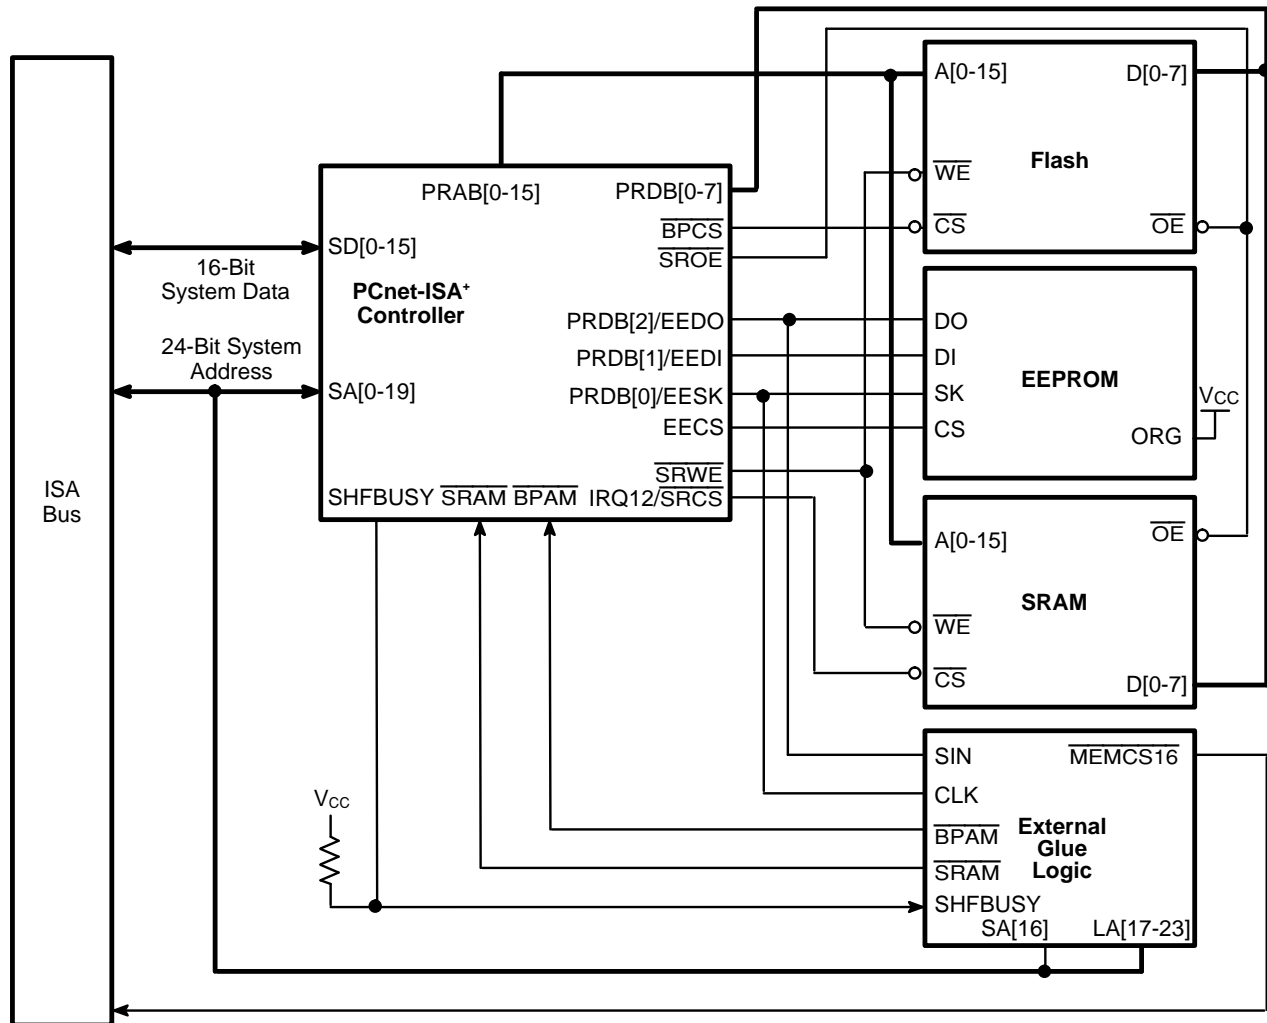 ISA
Bus
16-Bit
System Data
24-Bit System
Address
PRAB[0-15]
PRDB[0-7]
SD[0-15]
BPCS
SROE
PCnet-ISA+
Controller
PRDB[2]/EEDO
PRDB[1]/EEDI
SA[0-19]
PRDB[0]/EESK
EECS
SRWE
SHFBUSY SRAM BPAM IRQ12/SRCS
A[0-15]
D[0-7]
Flash
WE
CS
OE
DO
DI
EEPROM
SK
VCC
CS
ORG
A[0-15]
OE
SRAM
WE
CS
D[0-7]
SIN
MEMCS16
CLK
BPAM
External
Glue
Logic
SRAM
SHFBUSY
SA[16]
LA[17-23]
VCC